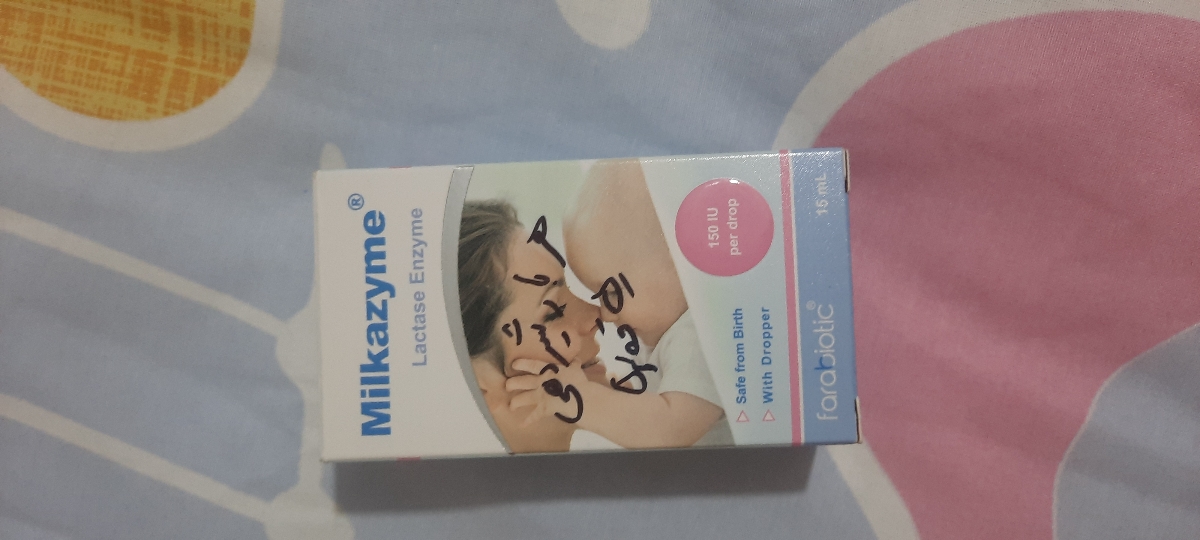 Milkazyme®
Lactase Enzyme
150 IU
per drop
Safe from Birth
With Dropper
farabiotic®
15 mL